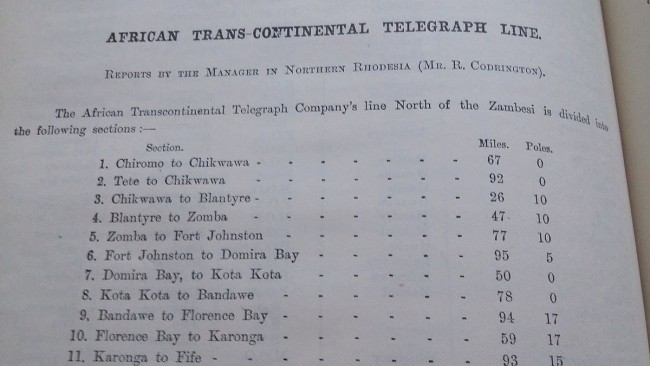 AFRICAN TRANS-CONTINENTAL TELEGRAPH LINE.
REPORTS BY THE MANAGER IN NORTHERN RHODESIA (MR. R. CODRINGTON).
The African Transcontinental Telegraph Company's line North of the Zambesi is divided into
the following sections :—
Section. Miles. Poles.
1. Chiromo to Chikwawa - - - - - - - 67 0
2. Tete to Chikwawa - - - - - - - 92 0
3. Chikwawa to Blantyre - - - - - - - 26 10
4. Blantyre to Zomba - - - - - - - 47 10
5. Zomba to Fort Johnston - - - - - - 77 10
6. Fort Johnston to Domira Bay - - - - - 95 5
7. Domira Bay, to Kota Kota - - - - - 50 0
8. Kota Kota to Bandawe - - - - - - 78 0
9. Bandawe to Florence Bay - - - - - - 94 17
10. Florence Bay to Karonga - - - - - - 59 17
11. Karonga to Fife - - - - - - - - 93 15